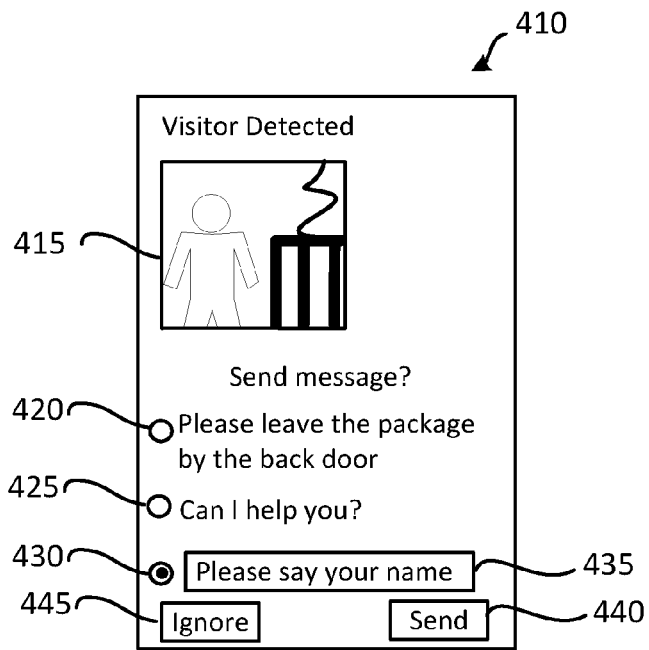 410
Visitor Detected
415
Send message?
420
Please leave the package
by the back door
425
Can I help you?
430
Please say your name
435
445
Ignore
Send
440